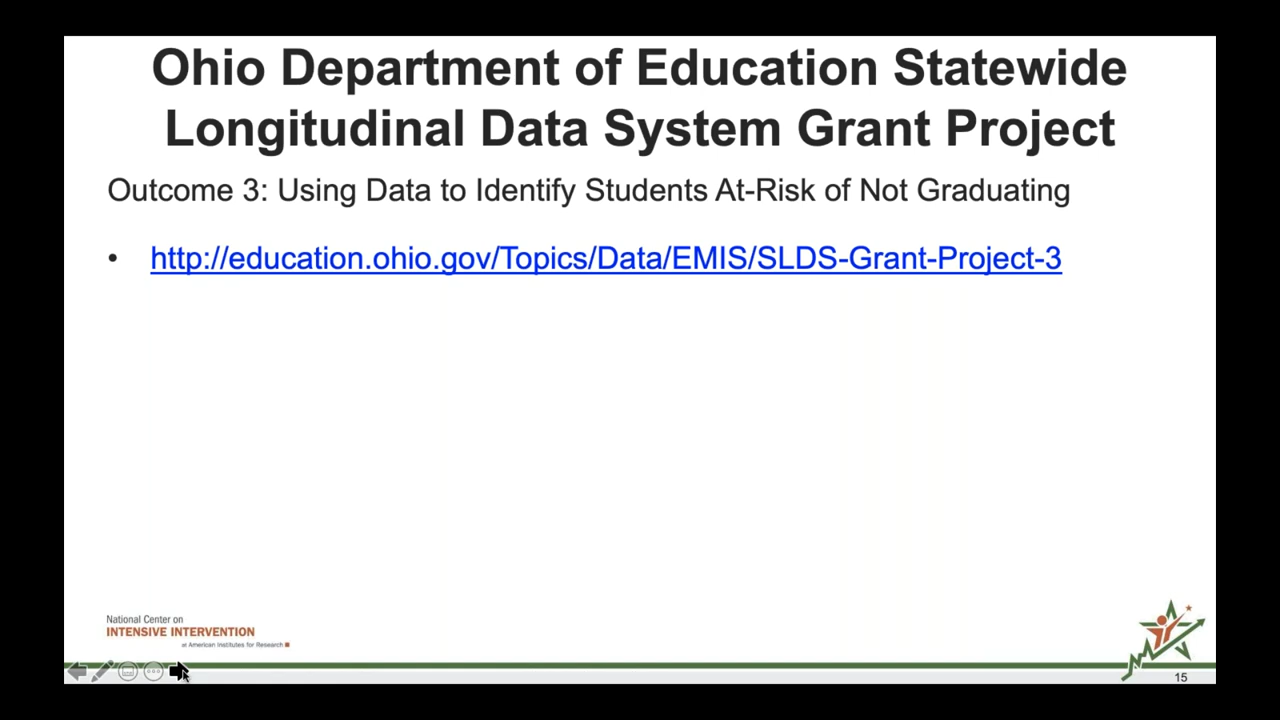 Ohio Department of Education Statewide
Longitudinal Data System Grant Project
Outcome 3: Using Data to Identify Students At-Risk of Not Graduating
• http://education.ohio.gov/Topics/Data/EMIS/SLDS-Grant-Project-3
National Center on
INTENSIVE INTERVENTION
at American Institutes for Research
15